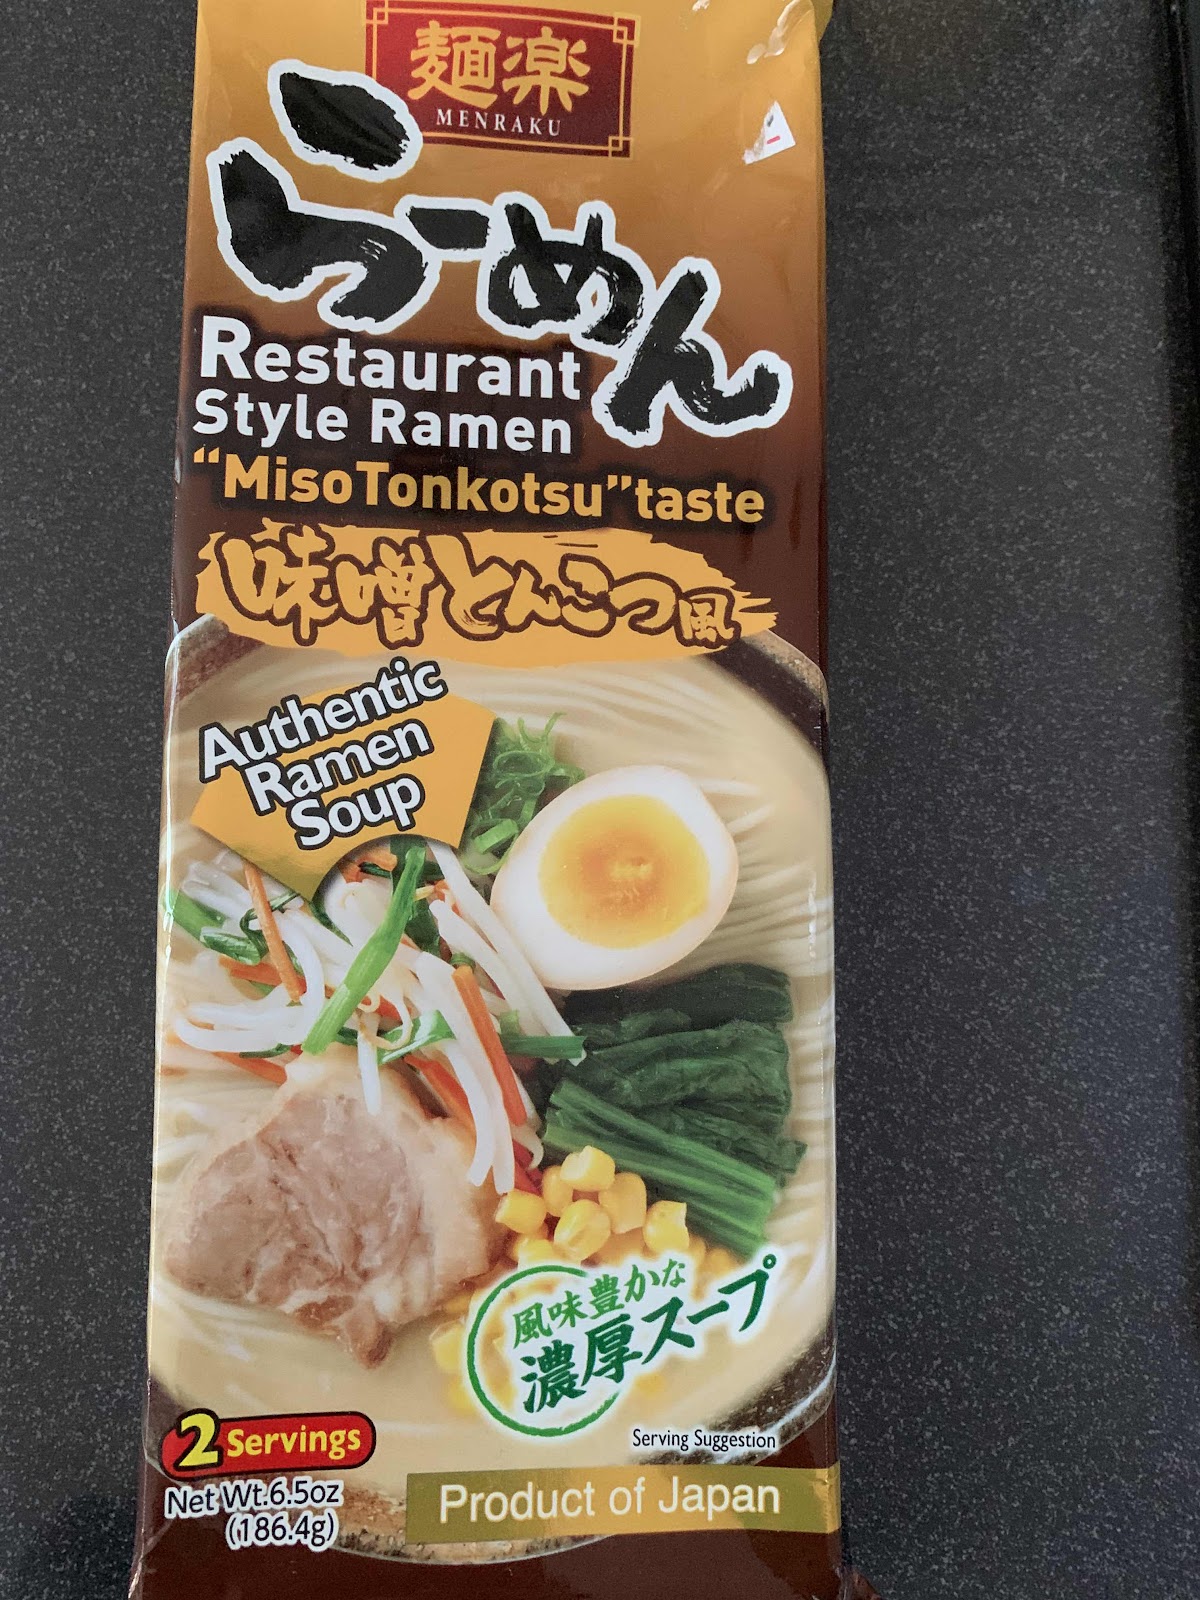 麺楽
MENRAKU
らーめん
Restaurant
Style Ramen
“MisoTonkotsu”taste
味噌とんこつ風
Authentic
Ramen
Soup
風味豊かな
濃厚スープ
2 Servings
Serving Suggestion
Net Wt.6.5oz
(186.4g)
Product of Japan